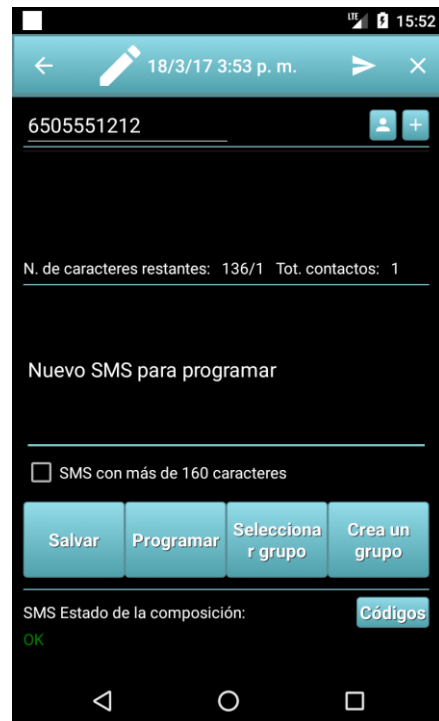 LTE 15:52
18/3/17 3:53 p. m.
6505551212
N. de caracteres restantes: 136/1 Tot. contactos: 1
Nuevo SMS para programar
SMS con más de 160 caracteres
Salvar Programar Selecciona Crea un
r grupo grupo
SMS Estado de la composición: Códigos
OK